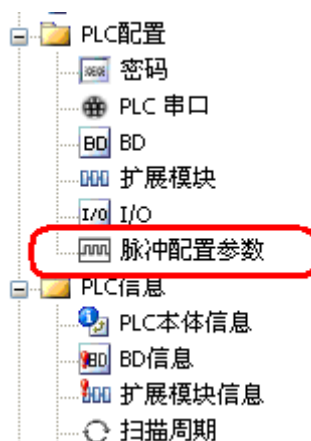 PLC配置
密码
PLC 串口
BD BD
扩展模块
I/O I/O
脉冲配置参数
PLC信息
PLC本体信息
BD BD信息
扩展模块信息
扫描周期